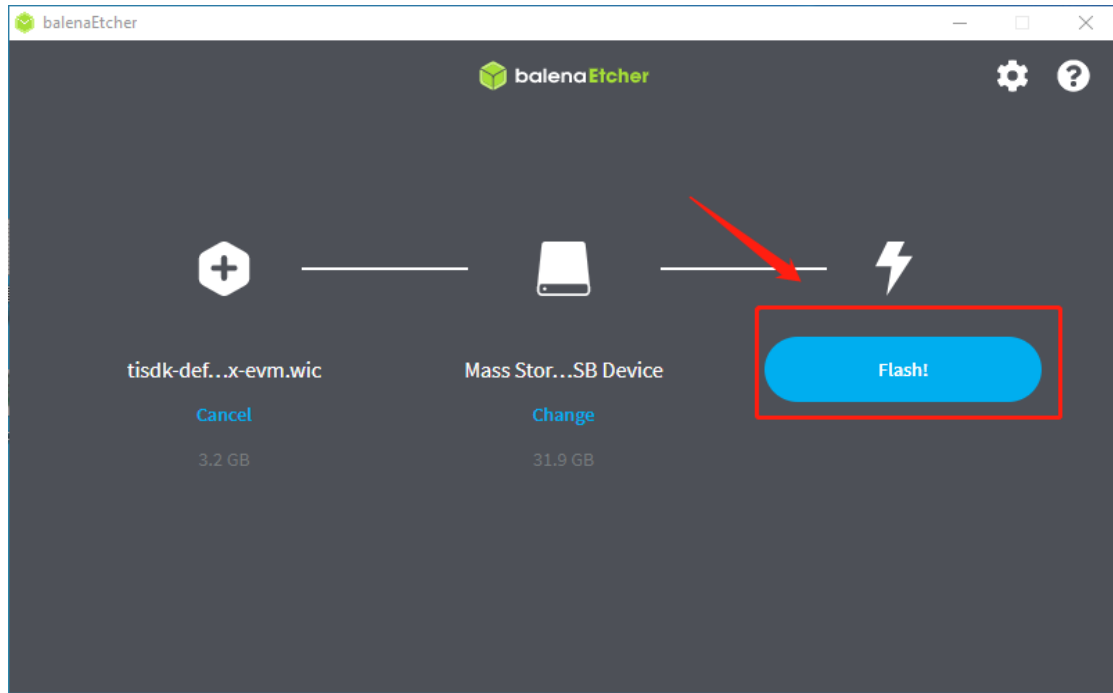 balenaEtcher
balenaEtcher
tisdk-def...x-evm.wic
Mass Stor...SB Device
Flash!
Cancel
Change
3.2 GB
31.9 GB